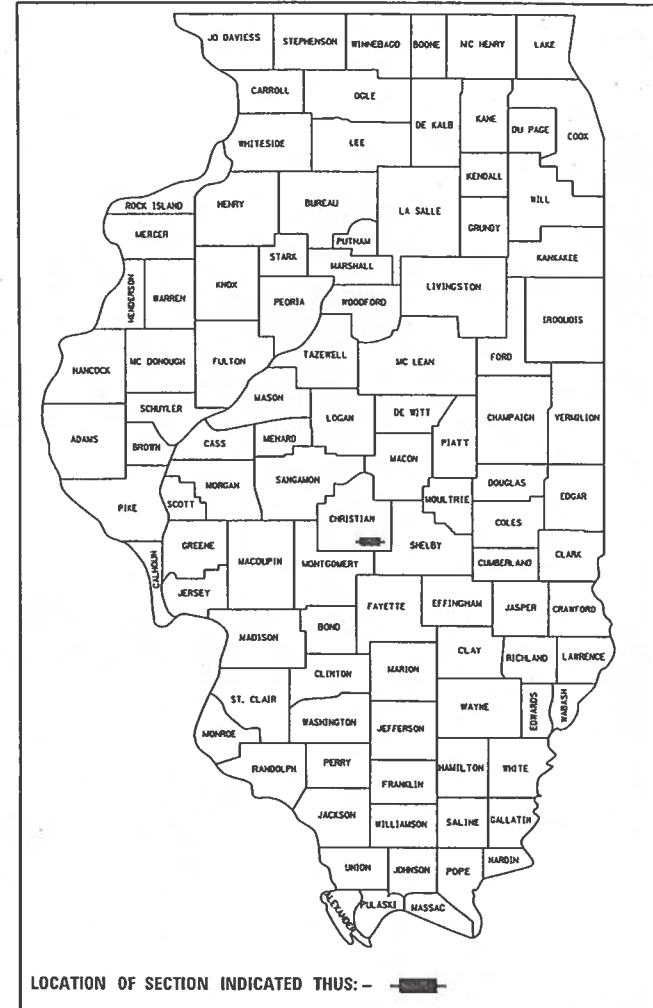 JO DAVIESS
STEPHENSON
WINNEBAGO
BOONE
MC HENRY
LAKE
CARROLL
OGLE
DE KALB
KANE
DU PAGE
COOK
WHITESIDE
LEE
KENDALL
WILL
ROCK ISLAND
HENRY
BUREAU
LA SALLE
GRUNDY
MERCER
PUTNAM
STARK
MARSHALL
KANKAKEE
HENDERSON
WARREN
KNOX
PEORIA
WOODFORD
LIVINGSTON
IROQUOIS
HANCOCK
MC DONOUGH
FULTON
TAZEWELL
MC LEAN
FORD
MASON
SCHUYLER
LOGAN
DE WITT
CHAMPAIGN
VERMILION
ADAMS
BROWN
CASS
MENARD
PIATT
MACON
PIKE
SCOTT
MORGAN
SANGAMON
MOULTRIE
DOUGLAS
EDGAR
CHRISTIAN
COLES
CALHOUN
GREENE
MACOUPIN
MONTGOMERY
SHELBY
CUMBERLAND
CLARK
JERSEY
FAYETTE
EFFINGHAM
JASPER
CRAWFORD
MADISON
BOND
CLAY
RICHLAND
LAWRENCE
CLINTON
MARION
ST. CLAIR
WAYNE
EDWARDS
WABASH
WASHINGTON
JEFFERSON
MONROE
RANDOLPH
PERRY
HAMILTON
WHITE
FRANKLIN
JACKSON
WILLIAMSON
SALINE
GALLATIN
UNION
JOHNSON
POPE
HARDIN
ALEXANDER
PULASKI
MASSAC
LOCATION OF SECTION INDICATED THUS: -